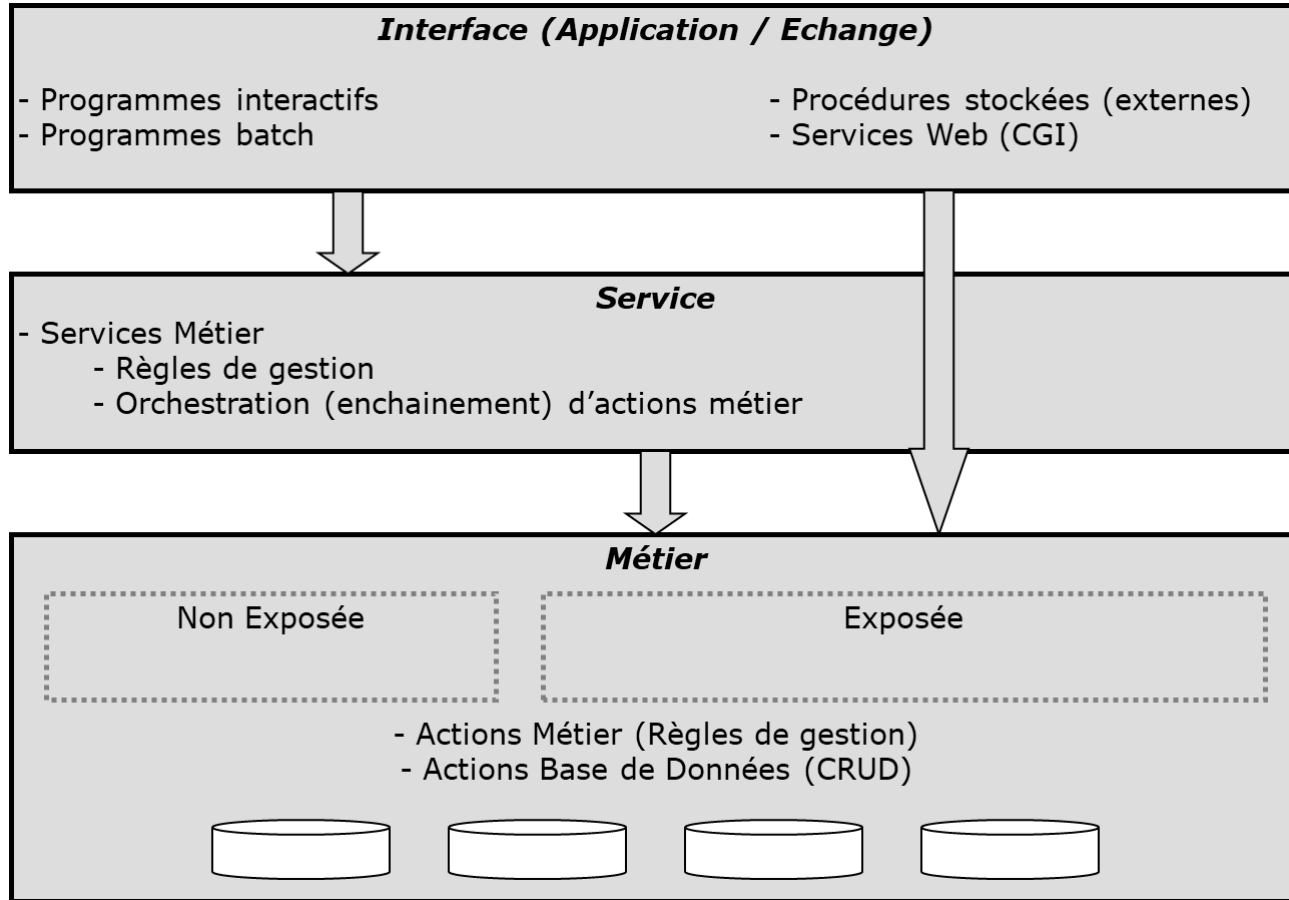 Interface (Application / Echange)
- Programmes interactifs
- Programmes batch
- Procédures stockées (externes)
- Services Web (CGI)
Service
- Services Métier
- Règles de gestion
- Orchestration (enchainement) d'actions métier
Métier
Non Exposée
Exposée
- Actions Métier (Règles de gestion)
- Actions Base de Données (CRUD)